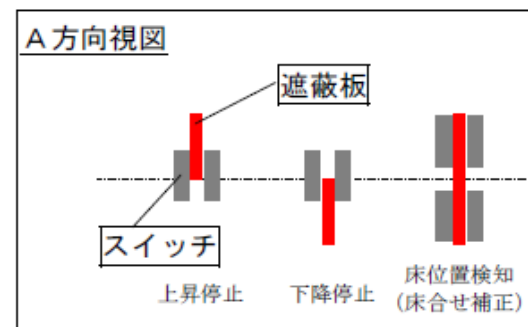 A方向視図
遮蔽板
スイッチ
上昇停止
下降停止
床位置検知
(床合せ補正)